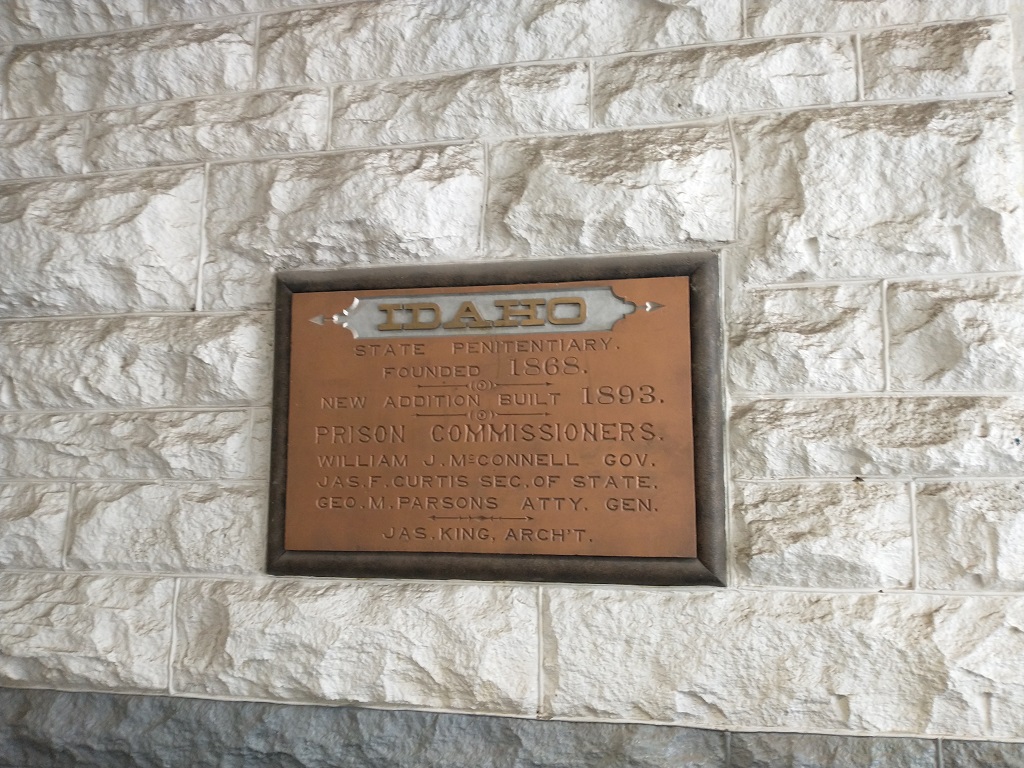 IDAHO
STATE PENITENTIARY.
FOUNDED 1868.
NEW ADDITION BUILT 1893.
PRISON COMMISSIONERS.
WILLIAM J. McCONNELL GOV.
JAS. F. CURTIS SEC. OF STATE.
GEO. M. PARSONS ATTY. GEN.
JAS. KING, ARCH'T.